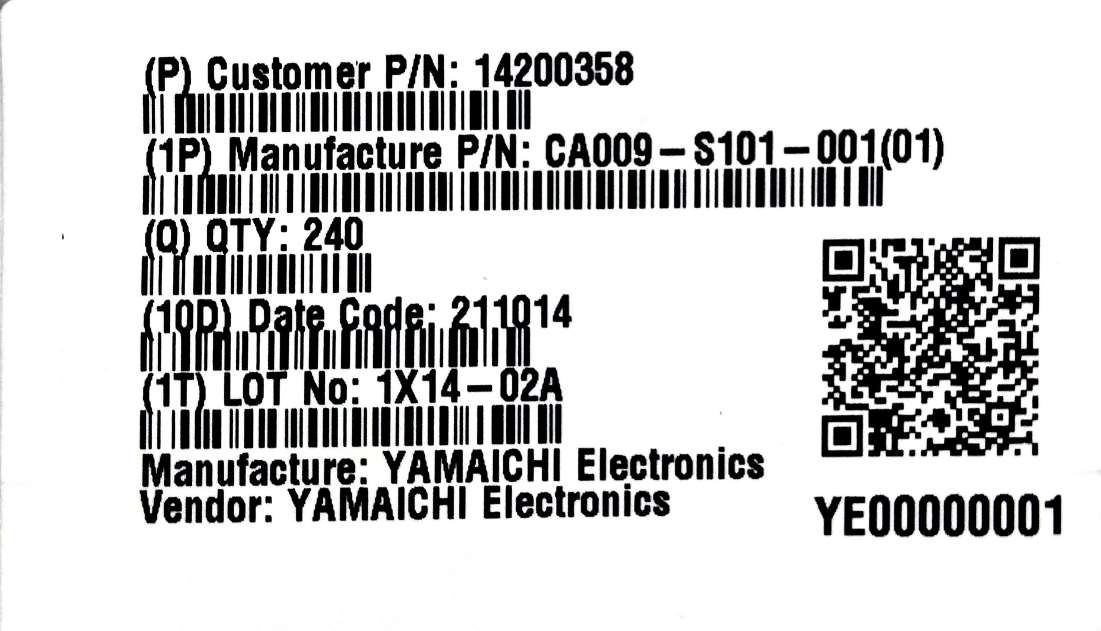 (P) Customer P/N: 14200358
(1P) Manufacture P/N: CA009-S101-001(01)
(Q) QTY: 240
(10D) Date Code: 211014
(1T) LOT No: 1X14-02A
Manufacture: YAMAICHI Electronics
Vendor: YAMAICHI Electronics
YE00000001